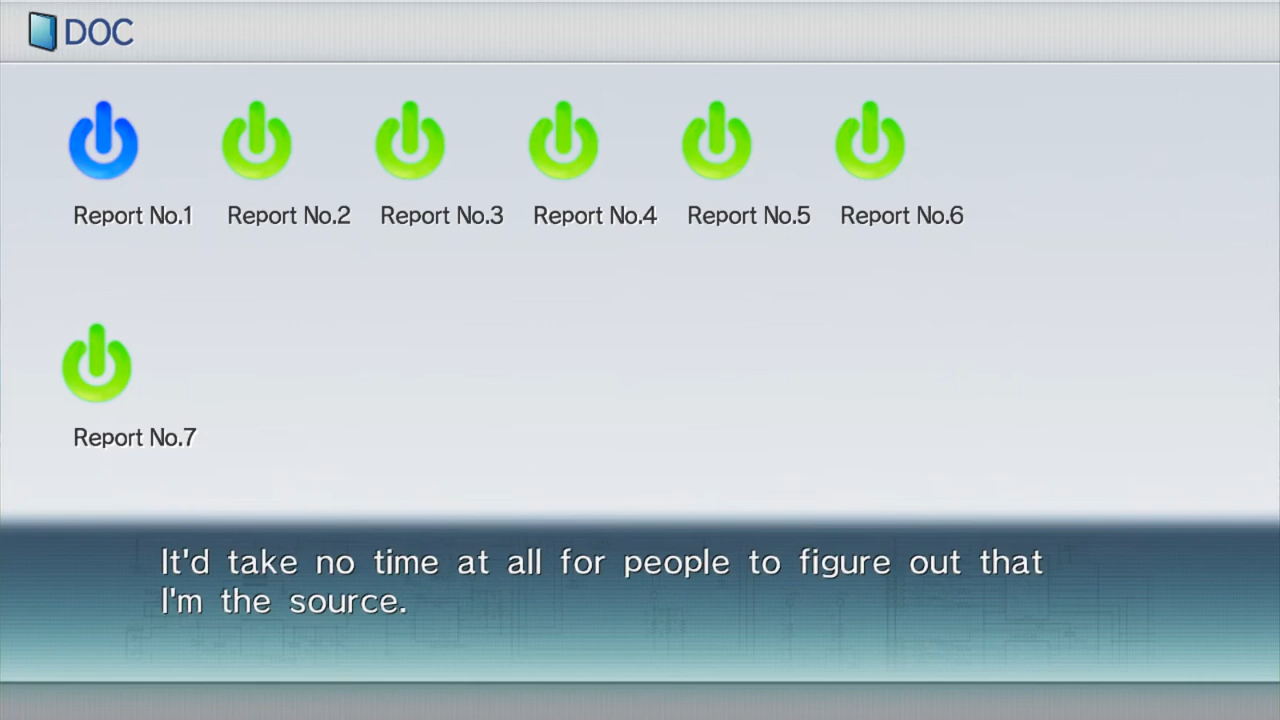 DOC
Report No.1 Report No.2 Report No.3 Report No.4 Report No.5 Report No.6
Report No.7
It'd take no time at all for people to figure out that
I'm the source.